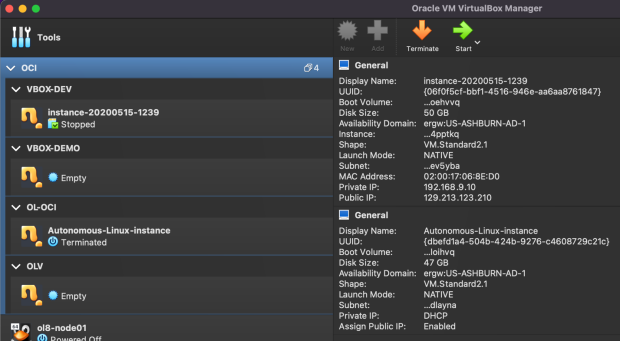 Oracle VM VirtualBox Manager
Tools
New
Add
Terminate
Start
OCI
4
VBOX-DEV
instance-20200515-1239
Stopped
VBOX-DEMO
Empty
OL-OCI
Autonomous-Linux-instance
Terminated
OLV
Empty
ol8-node01
Powered Off
General
Display Name: instance-20200515-1239
UUID: {06f0f5cf-bbf1-4516-946e-aa6aa8761847}
Boot Volume: ...oehvvq
Disk Size: 50 GB
Availability Domain: ergw:US-ASHBURN-AD-1
Instance: ...4pptkq
Shape: VM.Standard2.1
Launch Mode: NATIVE
Subnet: ...ev5yba
MAC Address: 02:00:17:06:8E:D0
Private IP: 192.168.9.10
Public IP: 129.213.123.210
General
Display Name: Autonomous-Linux-instance
UUID: {dbefd1a4-504b-424b-9276-c4608729c21c}
Boot Volume: ...loihvq
Disk Size: 47 GB
Availability Domain: ergw:US-ASHBURN-AD-1
Shape: VM.Standard2.1
Launch Mode: NATIVE
Subnet: ...dlayna
Private IP: DHCP
Assign Public IP: Enabled